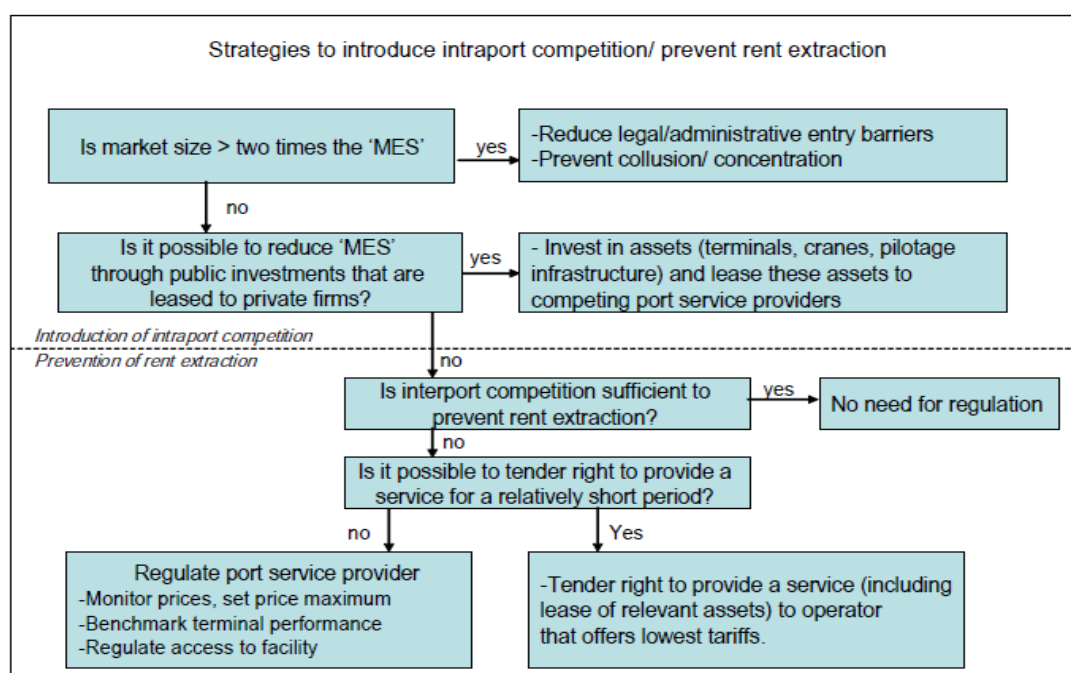 Strategies to introduce intraport competition/ prevent rent extraction
Is market size > two times the ‘MES’
yes
-Reduce legal/administrative entry barriers
-Prevent collusion/ concentration
no
Is it possible to reduce ‘MES’
through public investments that are
leased to private firms?
yes
- Invest in assets (terminals, cranes, pilotage
infrastructure) and lease these assets to
competing port service providers
Introduction of intraport competition
Prevention of rent extraction
no
Is interport competition sufficient to
prevent rent extraction?
yes
No need for regulation
no
Is it possible to tender right to provide a
service for a relatively short period?
no
Yes
Regulate port service provider
-Monitor prices, set price maximum
-Benchmark terminal performance
-Regulate access to facility
-Tender right to provide a service (including
lease of relevant assets) to operator
that offers lowest tariffs.